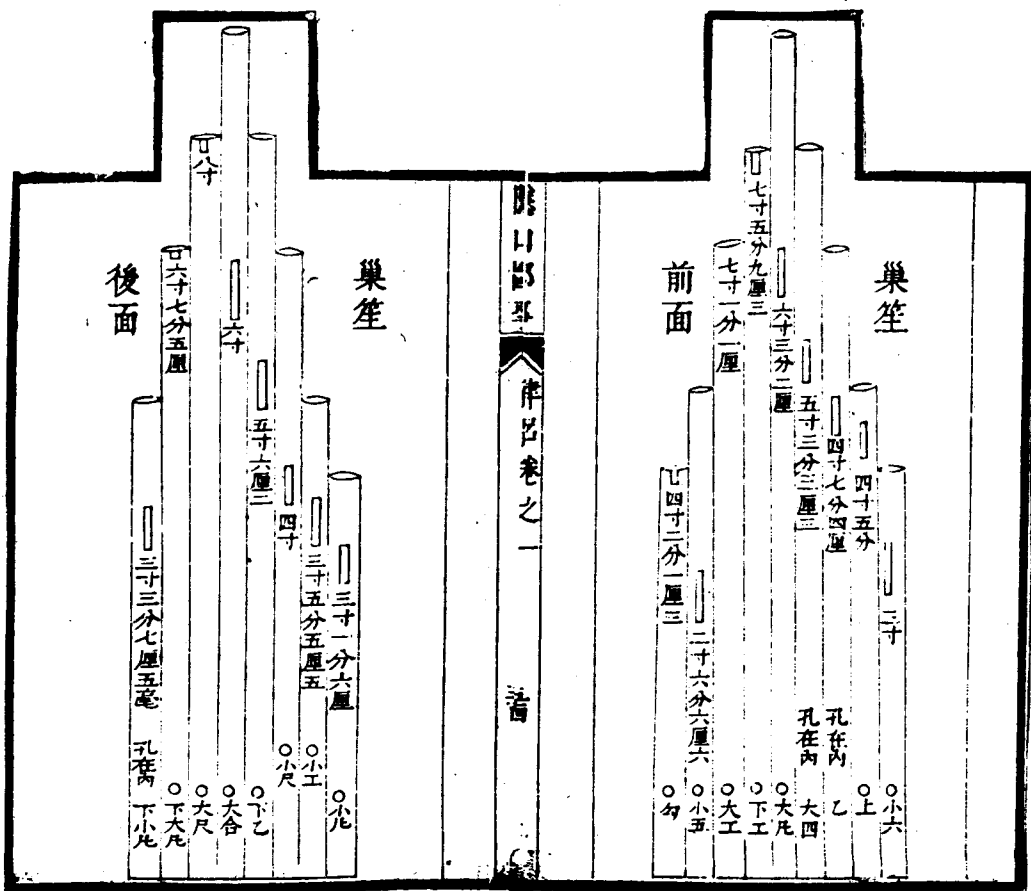 巢笙
前面
三寸
小六
四寸五分
上
四寸七分四厘
孔在內
乙
五寸三分三厘三
孔在內
大四
六寸三分二厘
大凡
七寸五分九厘三
下工
七寸一分一厘
大工
二寸六分六厘六
小五
四寸二分一厘三
勾
律呂卷之一
巢笙
後面
三寸一分六厘
小凡
三寸五分五厘五
小工
四寸
小尺
五寸六厘二
下乙
六寸
大合
八寸
大尺
六寸七分五厘
下大凡
三寸三分七厘五毫
孔在內
下小凡